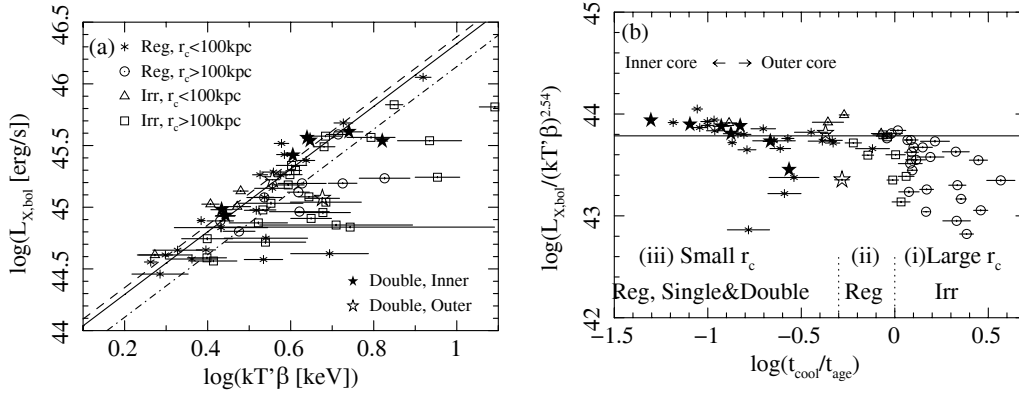 (a)
Reg, r_c<100kpc
Reg, r_c>100kpc
Irr, r_c<100kpc
Irr, r_c>100kpc
Double, Inner
Double, Outer
log(L_X,bol [erg/s])
46.5
46
45.5
45
44.5
44
0.2 0.4 0.6 0.8 1
log(kT'β [keV])
(b)
Inner core ← → Outer core
(iii) Small r_c (ii) (i)Large r_c
Reg, Single&Double Reg Irr
log(L_X,bol/(kT'β)^2.54)
45
44
43
42
−1.5 −1 −0.5 0 0.5
log(t_cool/t_age)